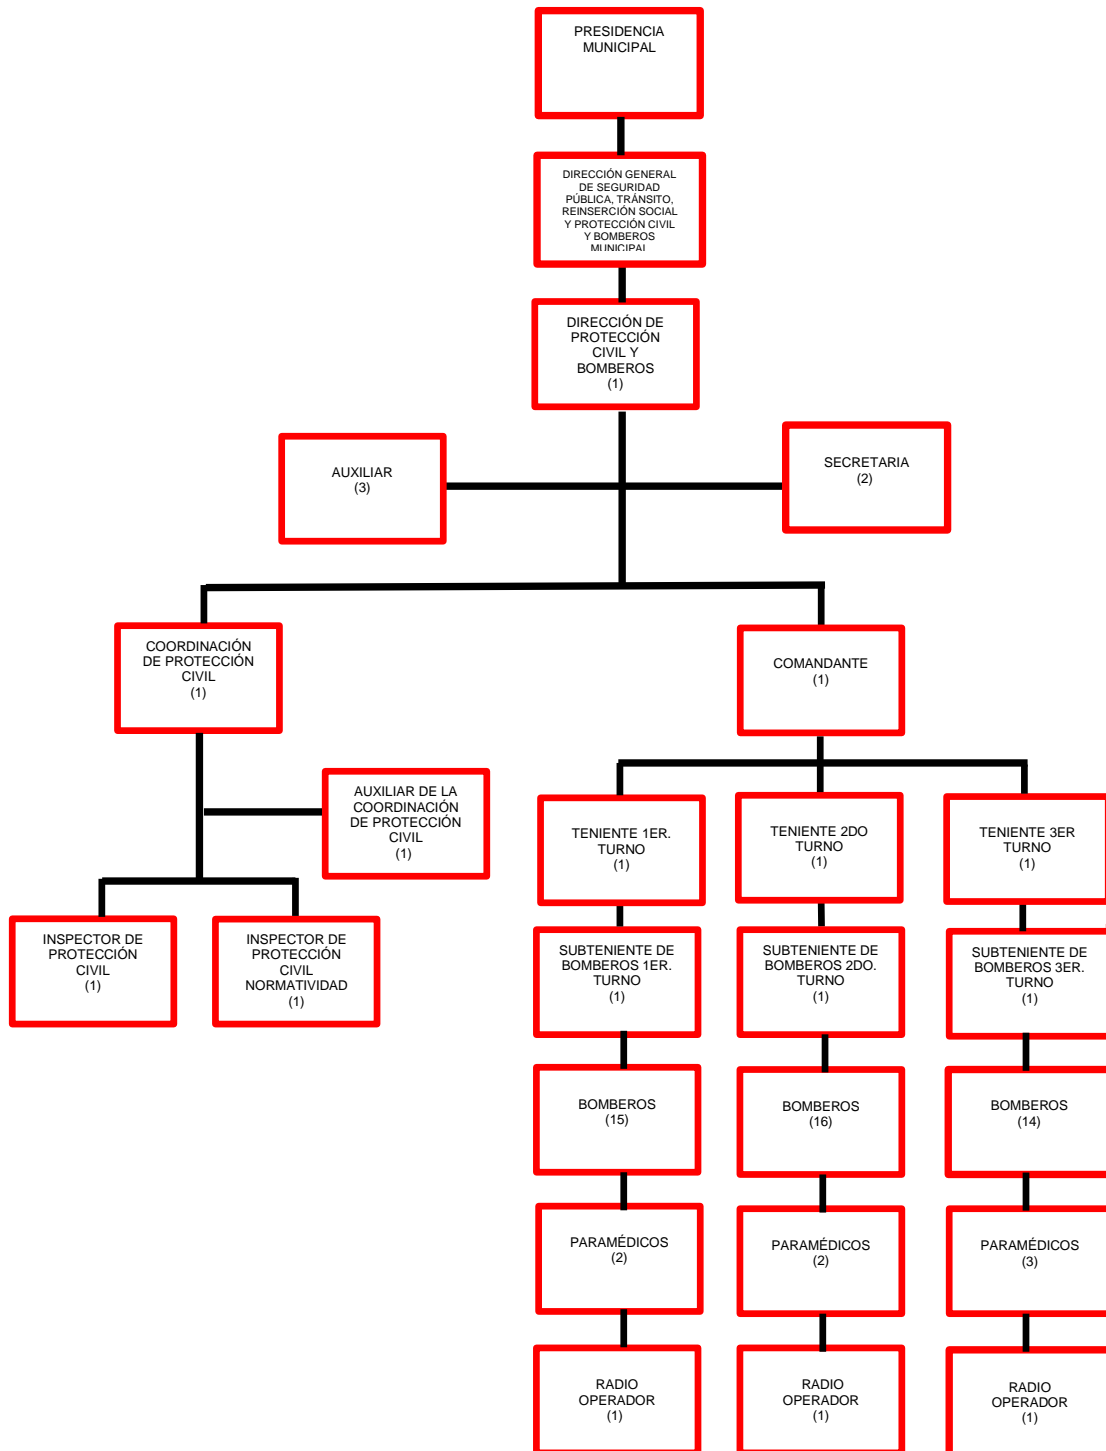 PRESIDENCIA
MUNICIPAL
DIRECCIÓN GENERAL
DE SEGURIDAD
PÚBLICA, TRÁNSITO,
REINSERCIÓN SOCIAL
Y PROTECCIÓN CIVIL
Y BOMBEROS
MUNICIPAL
DIRECCIÓN DE
PROTECCIÓN
CIVIL Y
BOMBEROS
(1)
AUXILIAR
(3)
SECRETARIA
(2)
COORDINACIÓN
DE PROTECCIÓN
CIVIL
(1)
COMANDANTE
(1)
AUXILIAR DE LA
COORDINACIÓN
DE PROTECCIÓN
CIVIL
(1)
INSPECTOR DE
PROTECCIÓN
CIVIL
(1)
INSPECTOR DE
PROTECCIÓN
CIVIL
NORMATIVIDAD
(1)
TENIENTE 1ER.
TURNO
(1)
TENIENTE 2DO
TURNO
(1)
TENIENTE 3ER
TURNO
(1)
SUBTENIENTE DE
BOMBEROS 1ER.
TURNO
(1)
SUBTENIENTE DE
BOMBEROS 2DO.
TURNO
(1)
SUBTENIENTE DE
BOMBEROS 3ER.
TURNO
(1)
BOMBEROS
(15)
BOMBEROS
(16)
BOMBEROS
(14)
PARAMÉDICOS
(2)
PARAMÉDICOS
(2)
PARAMÉDICOS
(3)
RADIO
OPERADOR
(1)
RADIO
OPERADOR
(1)
RADIO
OPERADOR
(1)